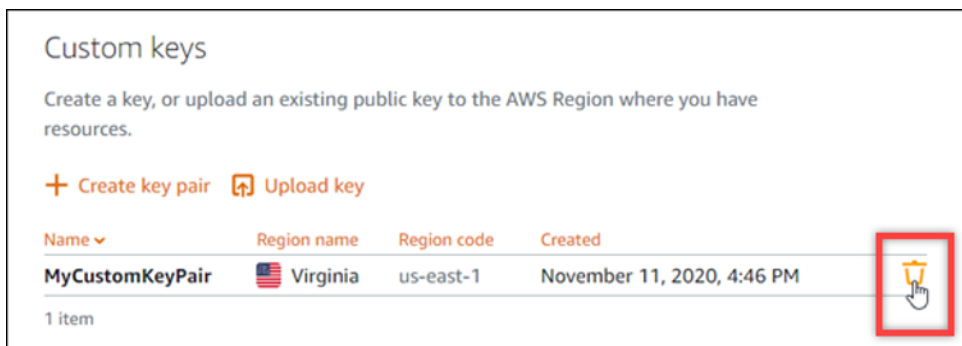 Custom keys
Create a key, or upload an existing public key to the AWS Region where you have
resources.
Create key pair Upload key
Name Region name Region code Created
MyCustomKeyPair Virginia us-east-1 November 11, 2020, 4:46 PM
1 item